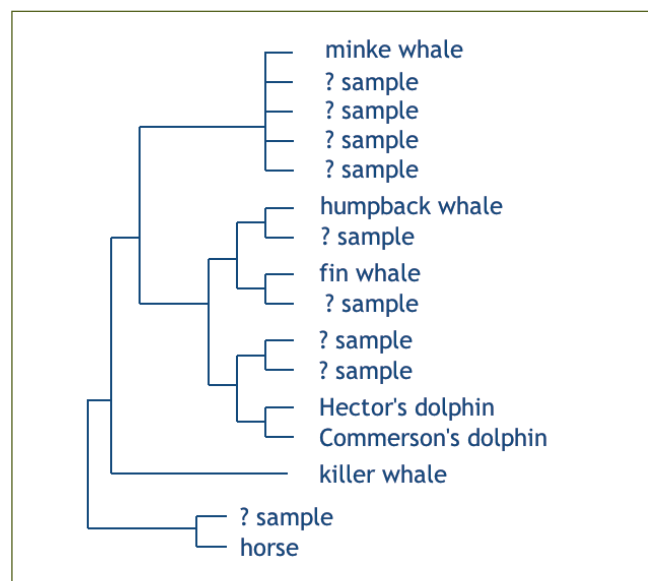 minke whale
? sample
? sample
? sample
? sample
humpback whale
? sample
fin whale
? sample
? sample
? sample
Hector's dolphin
Commerson's dolphin
killer whale
? sample
horse